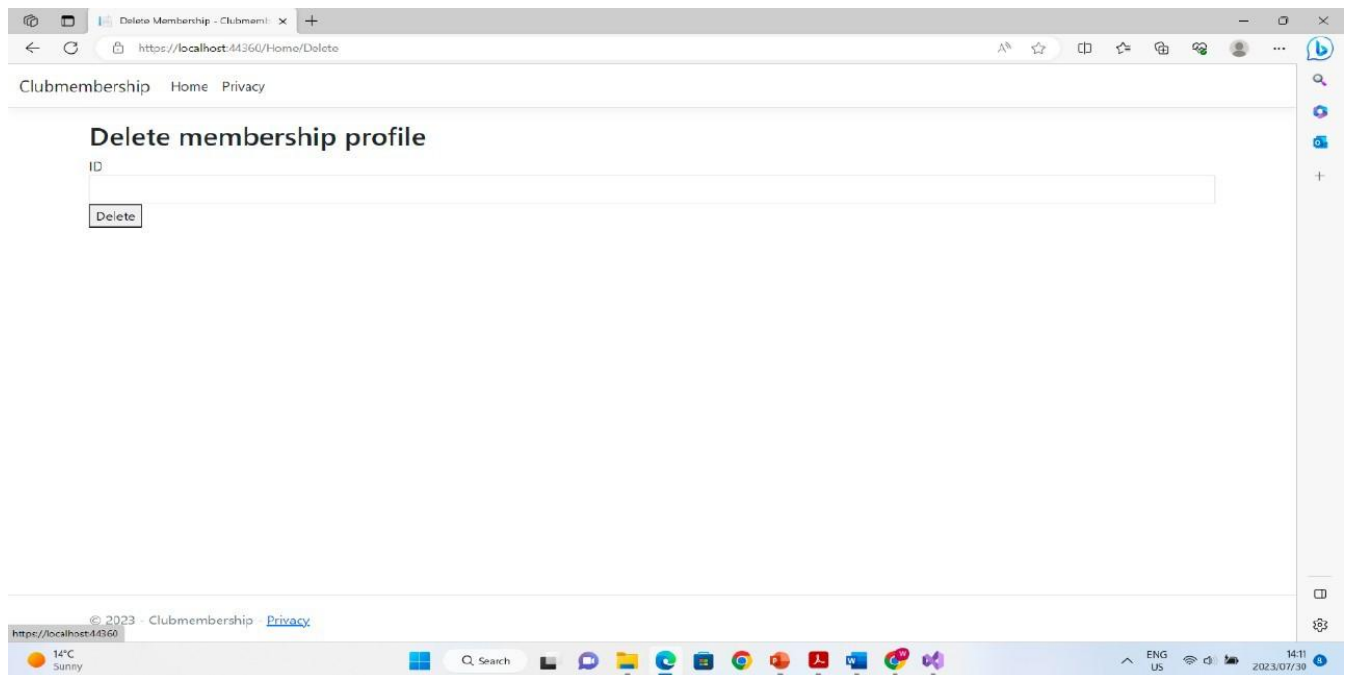 Delete Membership - Clubmemb
https://localhost:44360/Home/Delete
Clubmembership Home Privacy
Delete membership profile
ID
Delete
© 2023 - Clubmembership - Privacy
https://localhost:44360
14°C
Sunny
Search
ENG
US
14:11
2023/07/30
8